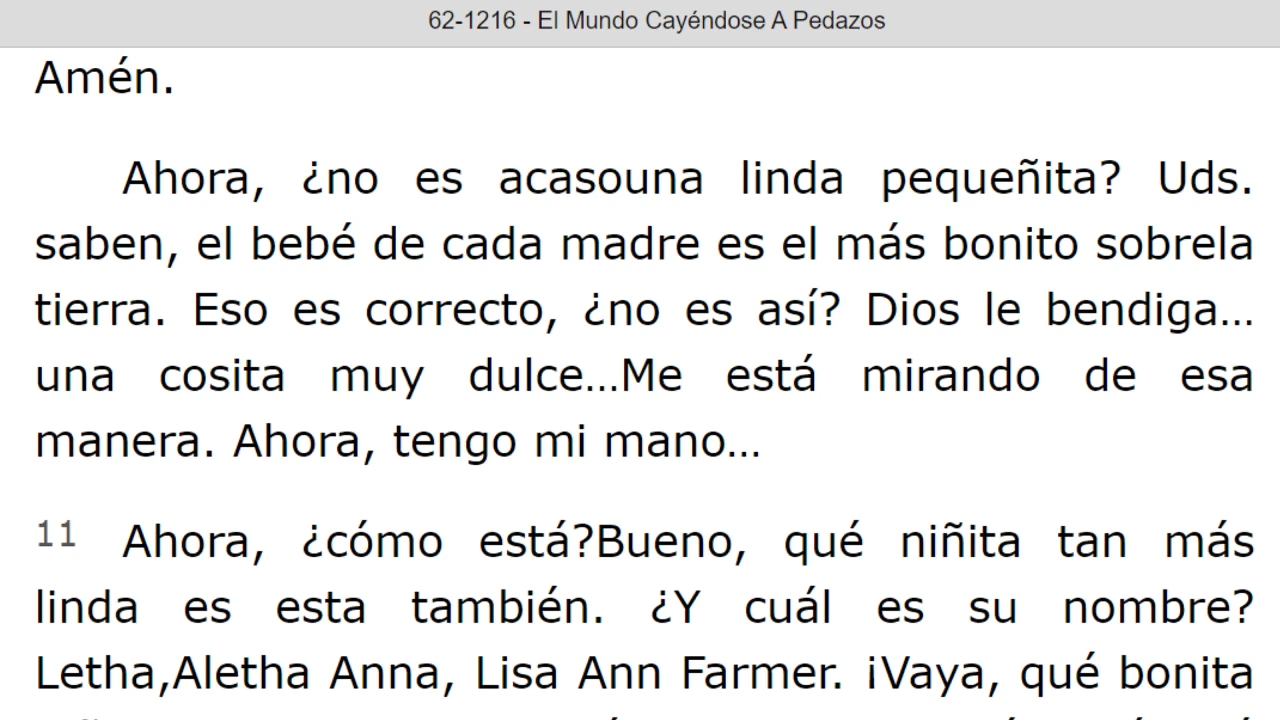 62-1216 - El Mundo Cayéndose A Pedazos
Amén.
Ahora, ¿no es acasouna linda pequeñita? Uds.
saben, el bebé de cada madre es el más bonito sobrela
tierra. Eso es correcto, ¿no es así? Dios le bendiga…
una cosita muy dulce…Me está mirando de esa
manera. Ahora, tengo mi mano…
11 Ahora, ¿cómo está?Bueno, qué niñita tan más
linda es esta también. ¿Y cuál es su nombre?
Letha,Aletha Anna, Lisa Ann Farmer. ¡Vaya, qué bonita